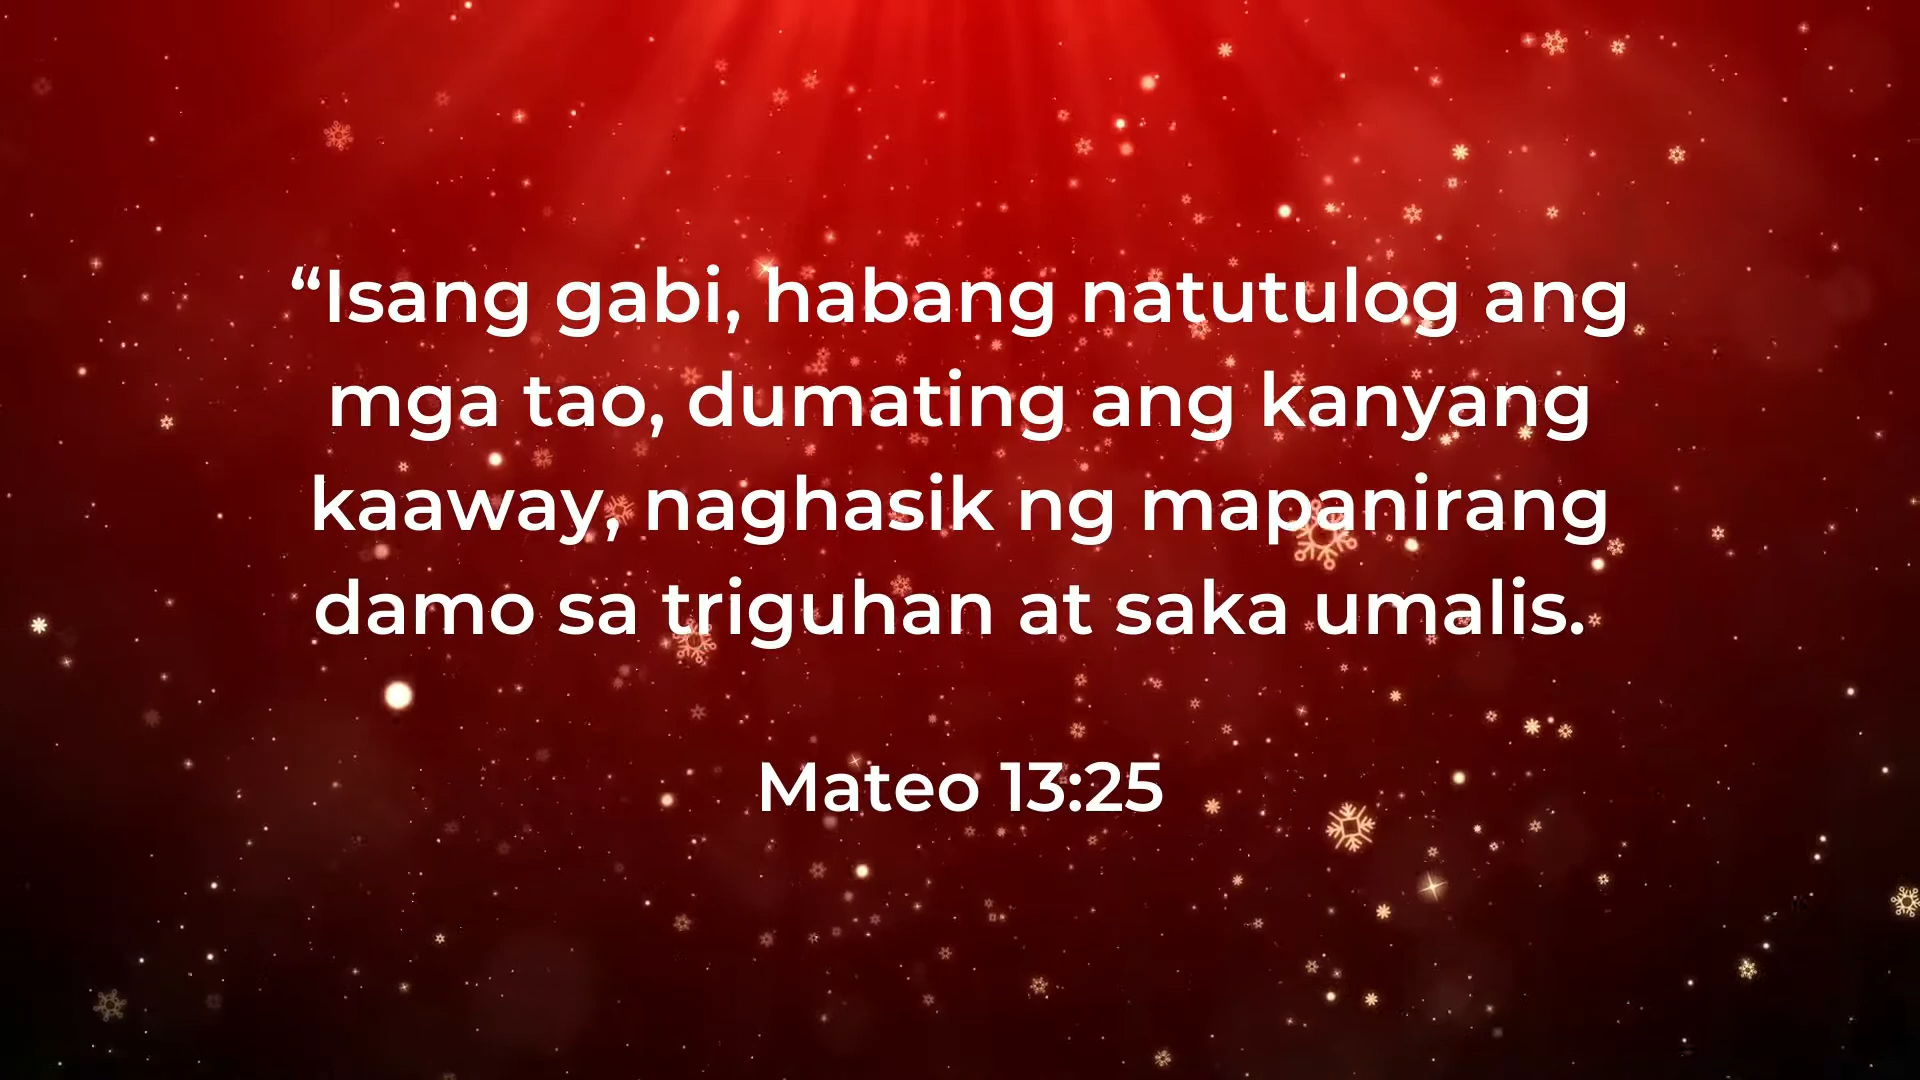 “Isang gabi, habang natutulog ang
mga tao, dumating ang kanyang
kaaway, naghasik ng mapanirang
damo sa triguhan at saka umalis.
Mateo 13:25